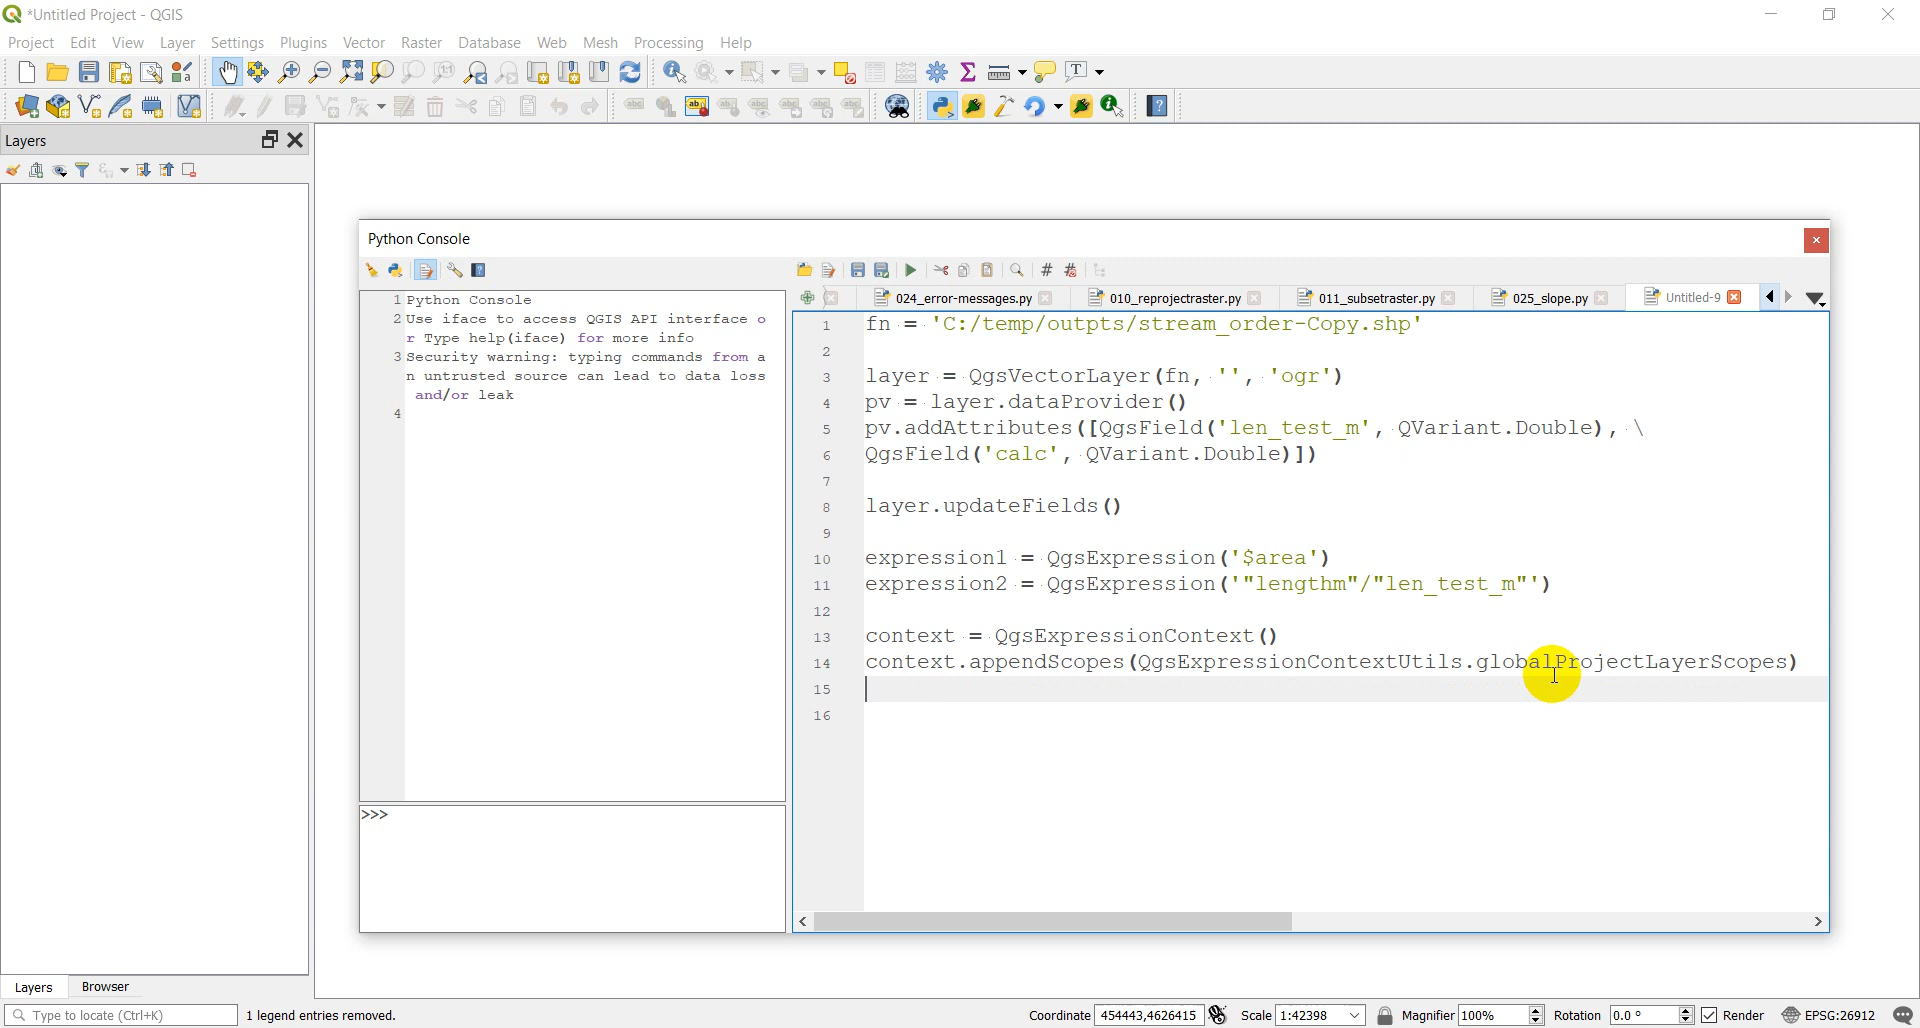 *Untitled Project - QGIS
Project Edit View Layer Settings Plugins Vector Raster Database Web Mesh Processing Help
Layers
Python Console
024_error-messages.py 010_reprojectraster.py 011_subsetraster.py 025_slope.py Untitled-9
1 Python Console
2 Use iface to access QGIS API interface o
r Type help(iface) for more info
3 Security warning: typing commands from a
n untrusted source can lead to data loss
and/or leak
4
>>>
1 fn = 'C:/temp/outpts/stream_order-Copy.shp'
2
3 layer = QgsVectorLayer(fn, '', 'ogr')
4 pv = layer.dataProvider()
5 pv.addAttributes([QgsField('len_test_m', QVariant.Double), \
6 QgsField('calc', QVariant.Double)])
7
8 layer.updateFields()
9
10 expression1 = QgsExpression('$area')
11 expression2 = QgsExpression('"lengthm"/"len_test_m"')
12
13 context = QgsExpressionContext()
14 context.appendScopes(QgsExpressionContextUtils.globalProjectLayerScopes)
15
16
Layers Browser
Type to locate (Ctrl+K) 1 legend entries removed. Coordinate 454443,4626415 Scale 1:42398 Magnifier 100% Rotation 0.0 ° Render EPSG:26912